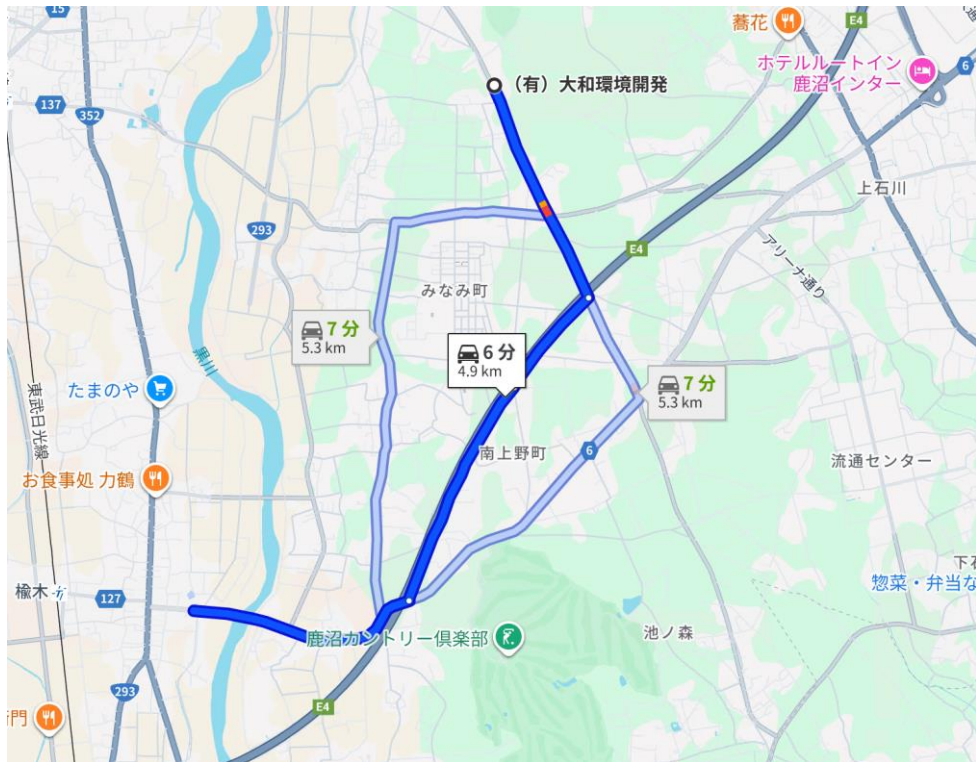 15
蕎花
E4
ホテルルートイン
鹿沼インター
6
137
352
(有) 大和環境開発
上石川
293
E4
アリーナ通り
みなみ町
7 分
5.3 km
6 分
4.9 km
7 分
5.3 km
黒川
たまのや
東武日光線
南上野町
6
流通センター
お食事処 力鶴
楡木
127
下石
惣菜・弁当な
鹿沼カントリー倶楽部
池ノ森
293
E4
門